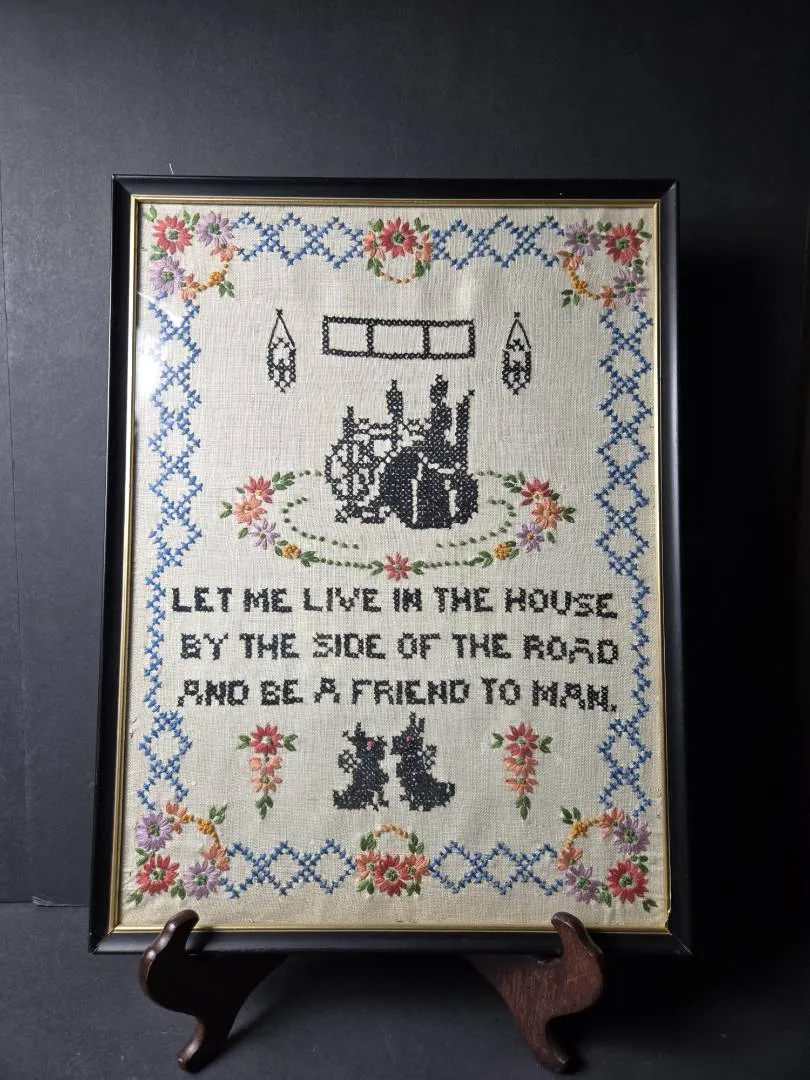 LET ME LIVE IN THE HOUSE
BY THE SIDE OF THE ROAD
AND BE A FRIEND TO MAN.